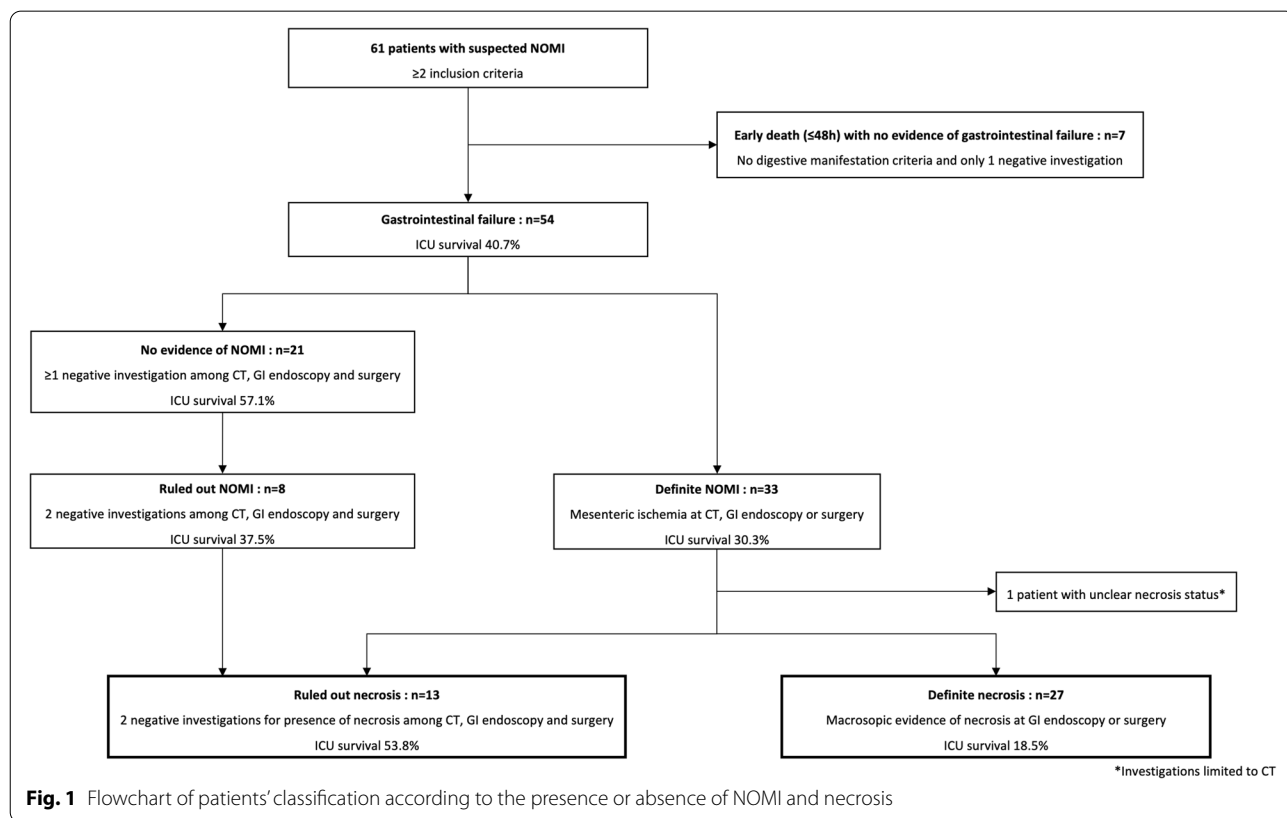 61 patients with suspected NOMI
≥2 inclusion criteria
Early death (≤48h) with no evidence of gastrointestinal failure : n=7
No digestive manifestation criteria and only 1 negative investigation
Gastrointestinal failure : n=54
ICU survival 40.7%
No evidence of NOMI : n=21
≥1 negative investigation among CT, GI endoscopy and surgery
ICU survival 57.1%
Ruled out NOMI : n=8
2 negative investigations among CT, GI endoscopy and surgery
ICU survival 37.5%
Definite NOMI : n=33
Mesenteric ischemia at CT, GI endoscopy or surgery
ICU survival 30.3%
1 patient with unclear necrosis status*
Ruled out necrosis : n=13
2 negative investigations for presence of necrosis among CT, GI endoscopy and surgery
ICU survival 53.8%
Definite necrosis : n=27
Macrosopic evidence of necrosis at GI endoscopy or surgery
ICU survival 18.5%
*Investigations limited to CT
Fig. 1 Flowchart of patients' classification according to the presence or absence of NOMI and necrosis